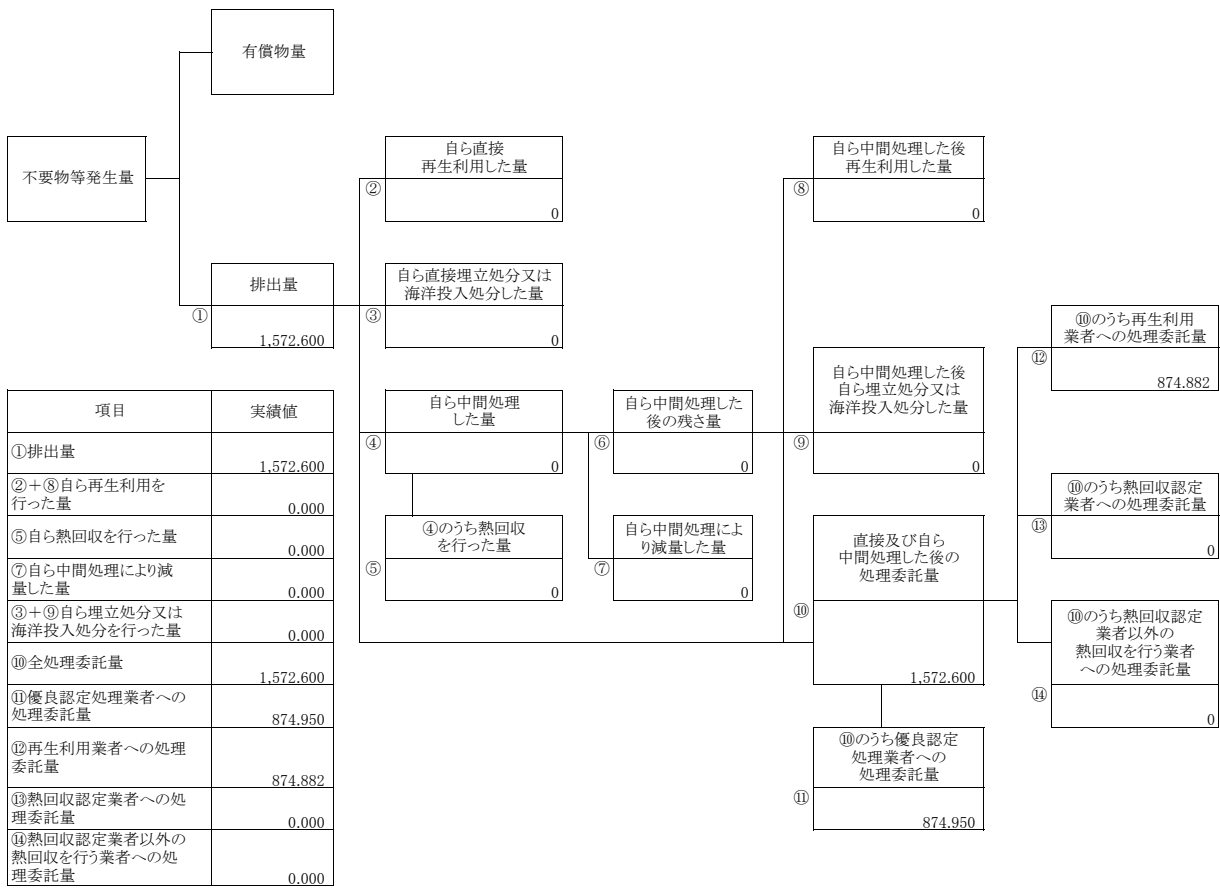 有償物量
不要物等発生量
排出量
①
1,572.600
自ら直接
再生利用した量
②
0
自ら直接埋立処分又は
海洋投入処分した量
③
0
自ら中間処理
した量
④
0
④のうち熱回収
を行った量
⑤
0
自ら中間処理した
後の残さ量
⑥
0
自ら中間処理によ
り減量した量
⑦
0
自ら中間処理した後
再生利用した量
⑧
0
自ら中間処理した後
自ら埋立処分又は
海洋投入処分した量
⑨
0
直接及び自ら
中間処理した後の
処理委託量
⑩
1,572.600
⑩のうち優良認定
処理業者への
処理委託量
⑪
874.950
⑩のうち再生利用
業者への処理委託量
⑫
874.882
⑩のうち熱回収認定
業者への処理委託量
⑬
0
⑩のうち熱回収認定
業者以外の
熱回収を行う業者
への処理委託量
⑭
0
項目 実績値
①排出量
1,572.600
②+⑧自ら再生利用を
行った量
0.000
⑤自ら熱回収を行った量
0.000
⑦自ら中間処理により減
量した量
0.000
③+⑨自ら埋立処分又は
海洋投入処分を行った量
0.000
⑩全処理委託量
1,572.600
⑪優良認定処理業者への
処理委託量
874.950
⑫再生利用業者への処理
委託量
874.882
⑬熱回収認定業者への処
理委託量
0.000
⑭熱回収認定業者以外の
熱回収を行う業者への処
理委託量
0.000